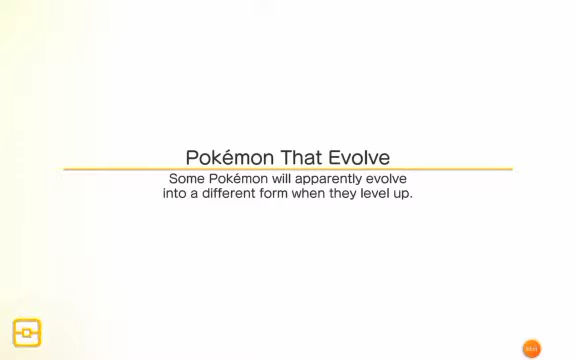 Pokémon That Evolve
Some Pokémon will apparently evolve
into a different form when they level up.